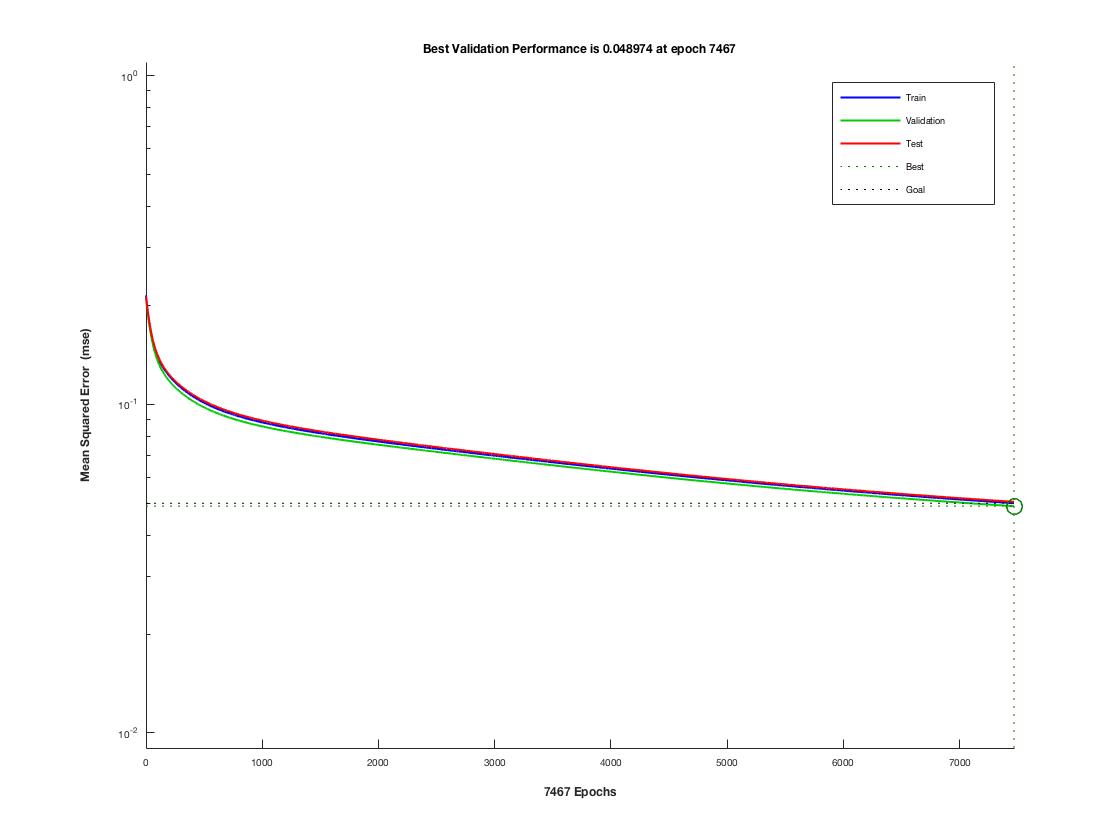 Best Validation Performance is 0.048974 at epoch 7467
10^0
10^-1
10^-2
Mean Squared Error (mse)
Train
Validation
Test
Best
Goal
0 1000 2000 3000 4000 5000 6000 7000
7467 Epochs